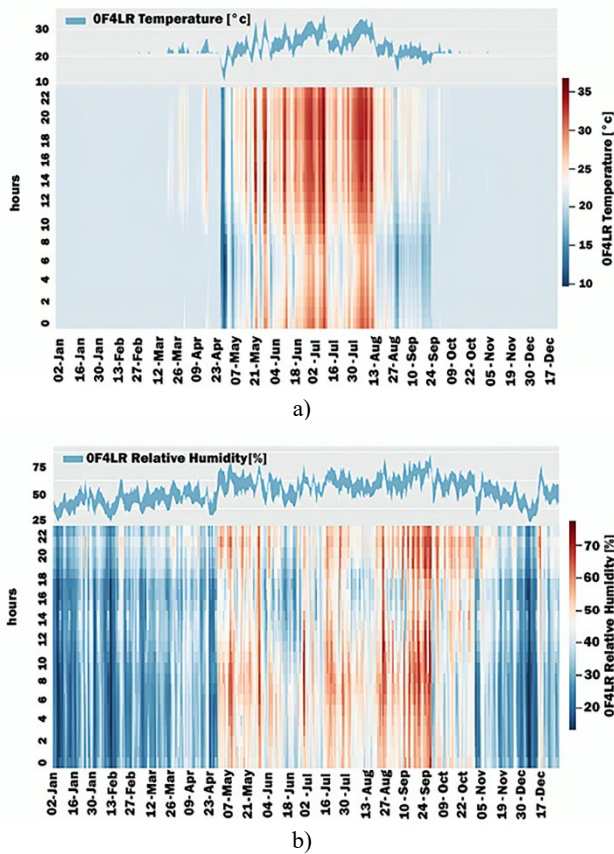 0F4LR Temperature [°c]
30
20
10
22
20
18
16
14
12
10
8
6
4
2
0
hours
35
30
25
20
15
10
0F4LR Temperature [°c]
02-Jan
16-Jan
30-Jan
13-Feb
27-Feb
12-Mar
26-Mar
09-Apr
23-Apr
07-May
21-May
04-Jun
18-Jun
02-Jul
16-Jul
30-Jul
13-Aug
27-Aug
10-Sep
24-Sep
09-Oct
22-Oct
05-Nov
19-Nov
30-Dec
17-Dec
a)
0F4LR Relative Humidity[%]
75
50
25
22
20
18
16
14
12
10
8
6
4
2
0
hours
70
60
50
40
30
20
0F4LR Relative Humidity [%]
02-Jan
16-Jan
30-Jan
13-Feb
27-Feb
12-Mar
26-Mar
09-Apr
23-Apr
07-May
21-May
04-Jun
18-Jun
02-Jul
16-Jul
30-Jul
13-Aug
27-Aug
10-Sep
24-Sep
09-Oct
22-Oct
05-Nov
19-Nov
30-Dec
17-Dec
b)